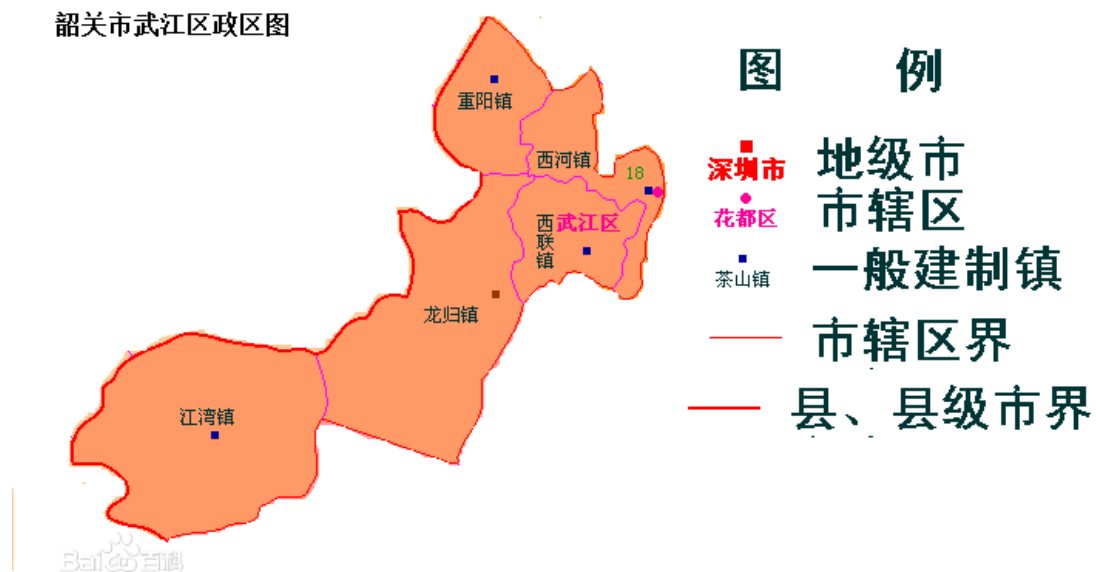 韶关市武江区政区图
图 例
重阳镇
西河镇
18
深圳市
地级市
西联镇
武江区
花都区
市辖区
茶山镇
一般建制镇
龙归镇
市辖区界
江湾镇
县、县级市界
Bai 百科